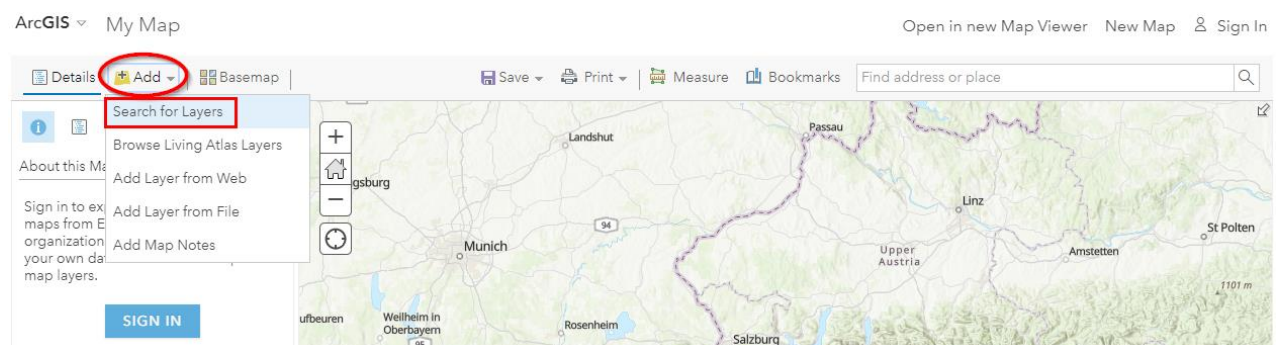 ArcGIS My Map Open in new Map Viewer New Map Sign In
Details Add Basemap Save Print Measure Bookmarks Find address or place
Search for Layers
Browse Living Atlas Layers
Add Layer from Web
Add Layer from File
Add Map Notes
About this Ma
Sign in to ex
maps from E
organization
your own da
map layers.
SIGN IN
Landshut
Passau
gsburg
Linz
94
St Polten
Munich
Upper
Austria
Amstetten
1101 m
ufbeuren
Weilheim in
Oberbayern
Rosenheim
Salzburg
95